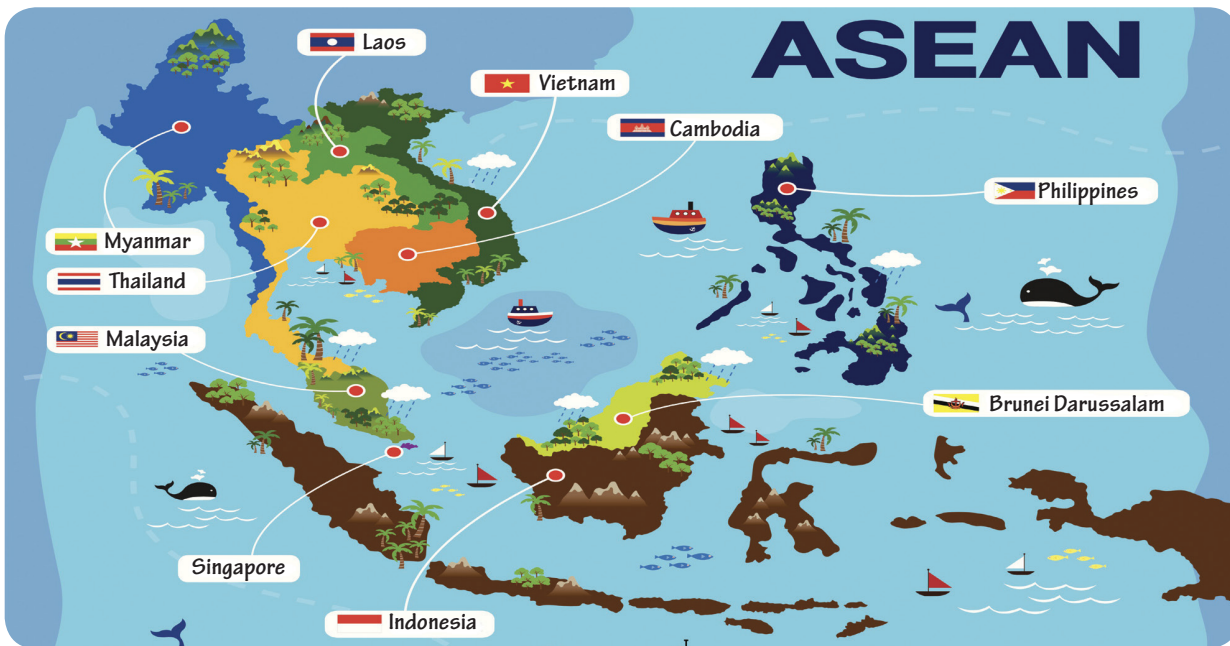 ASEAN
Laos
Vietnam
Cambodia
Philippines
Myanmar
Thailand
Malaysia
Brunei Darussalam
Singapore
Indonesia